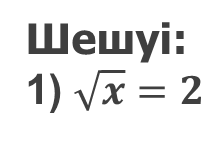 Шешуі:
1) √x = 2